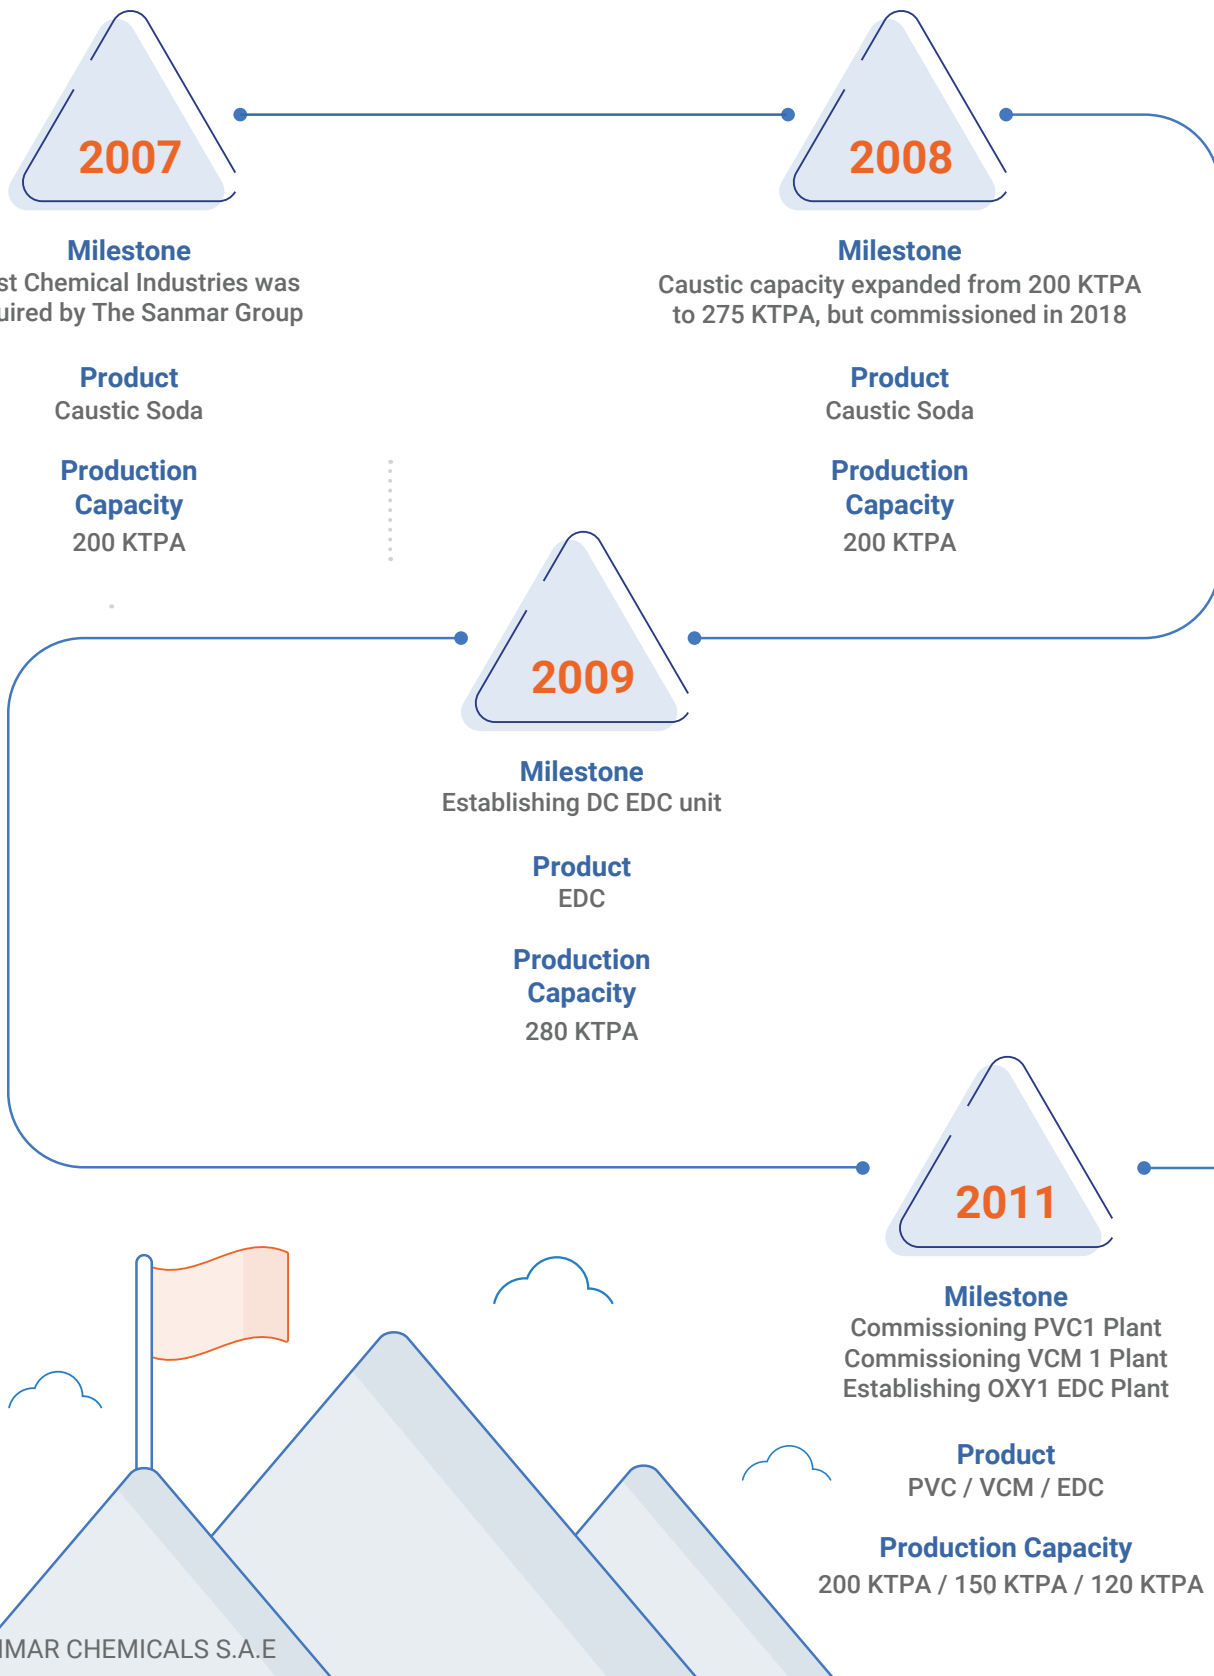 2007
Milestone
st Chemical Industries was
uired by The Sanmar Group
Product
Caustic Soda
Production
Capacity
200 KTPA
2008
Milestone
Caustic capacity expanded from 200 KTPA
to 275 KTPA, but commissioned in 2018
Product
Caustic Soda
Production
Capacity
200 KTPA
2009
Milestone
Establishing DC EDC unit
Product
EDC
Production
Capacity
280 KTPA
2011
Milestone
Commissioning PVC1 Plant
Commissioning VCM 1 Plant
Establishing OXY1 EDC Plant
Product
PVC / VCM / EDC
Production Capacity
200 KTPA / 150 KTPA / 120 KTPA
MAR CHEMICALS S.A.E